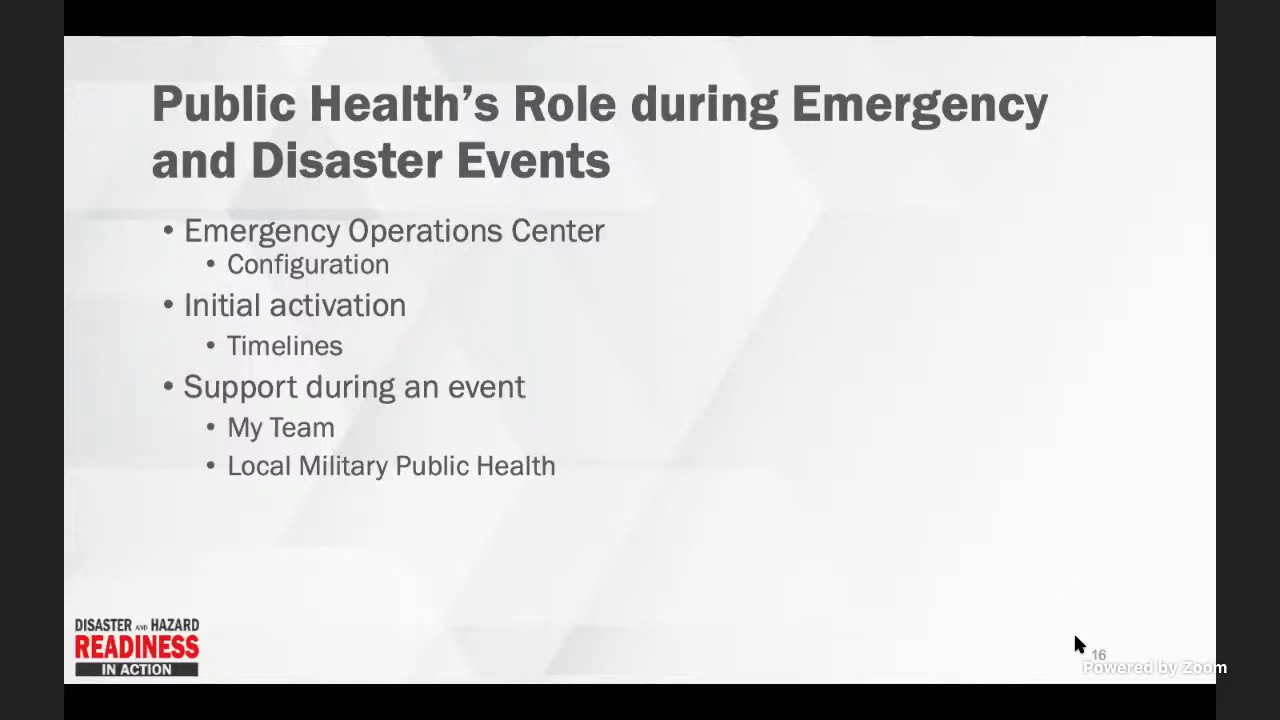 Public Health’s Role during Emergency
and Disaster Events
• Emergency Operations Center
• Configuration
• Initial activation
• Timelines
• Support during an event
• My Team
• Local Military Public Health
DISASTER AND HAZARD
READINESS
IN ACTION
16
Powered by Zoom